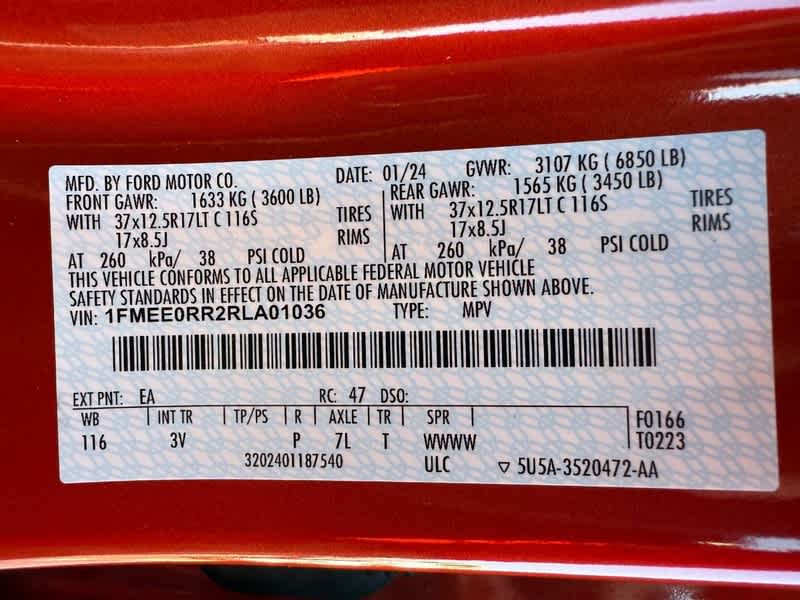 MFD. BY FORD MOTOR CO. DATE: 01/24 GVWR: 3107 KG ( 6850 LB)
FRONT GAWR: 1633 KG ( 3600 LB) REAR GAWR: 1565 KG ( 3450 LB)
WITH 37x12.5R17LT C 116S TIRES WITH 37x12.5R17LT C 116S TIRES
17x8.5J RIMS 17x8.5J RIMS
AT 260 kPa/ 38 PSI COLD AT 260 kPa/ 38 PSI COLD
THIS VEHICLE CONFORMS TO ALL APPLICABLE FEDERAL MOTOR VEHICLE
SAFETY STANDARDS IN EFFECT ON THE DATE OF MANUFACTURE SHOWN ABOVE.
VIN: 1FMEE0RR2RLA01036 TYPE: MPV
EXT PNT: EA RC: 47 DSO:
WB INT TR TP/PS R AXLE TR SPR F0166
116 3V P 7L T WWWW T0223
3202401187540 ULC ▽ 5U5A-3520472-AA